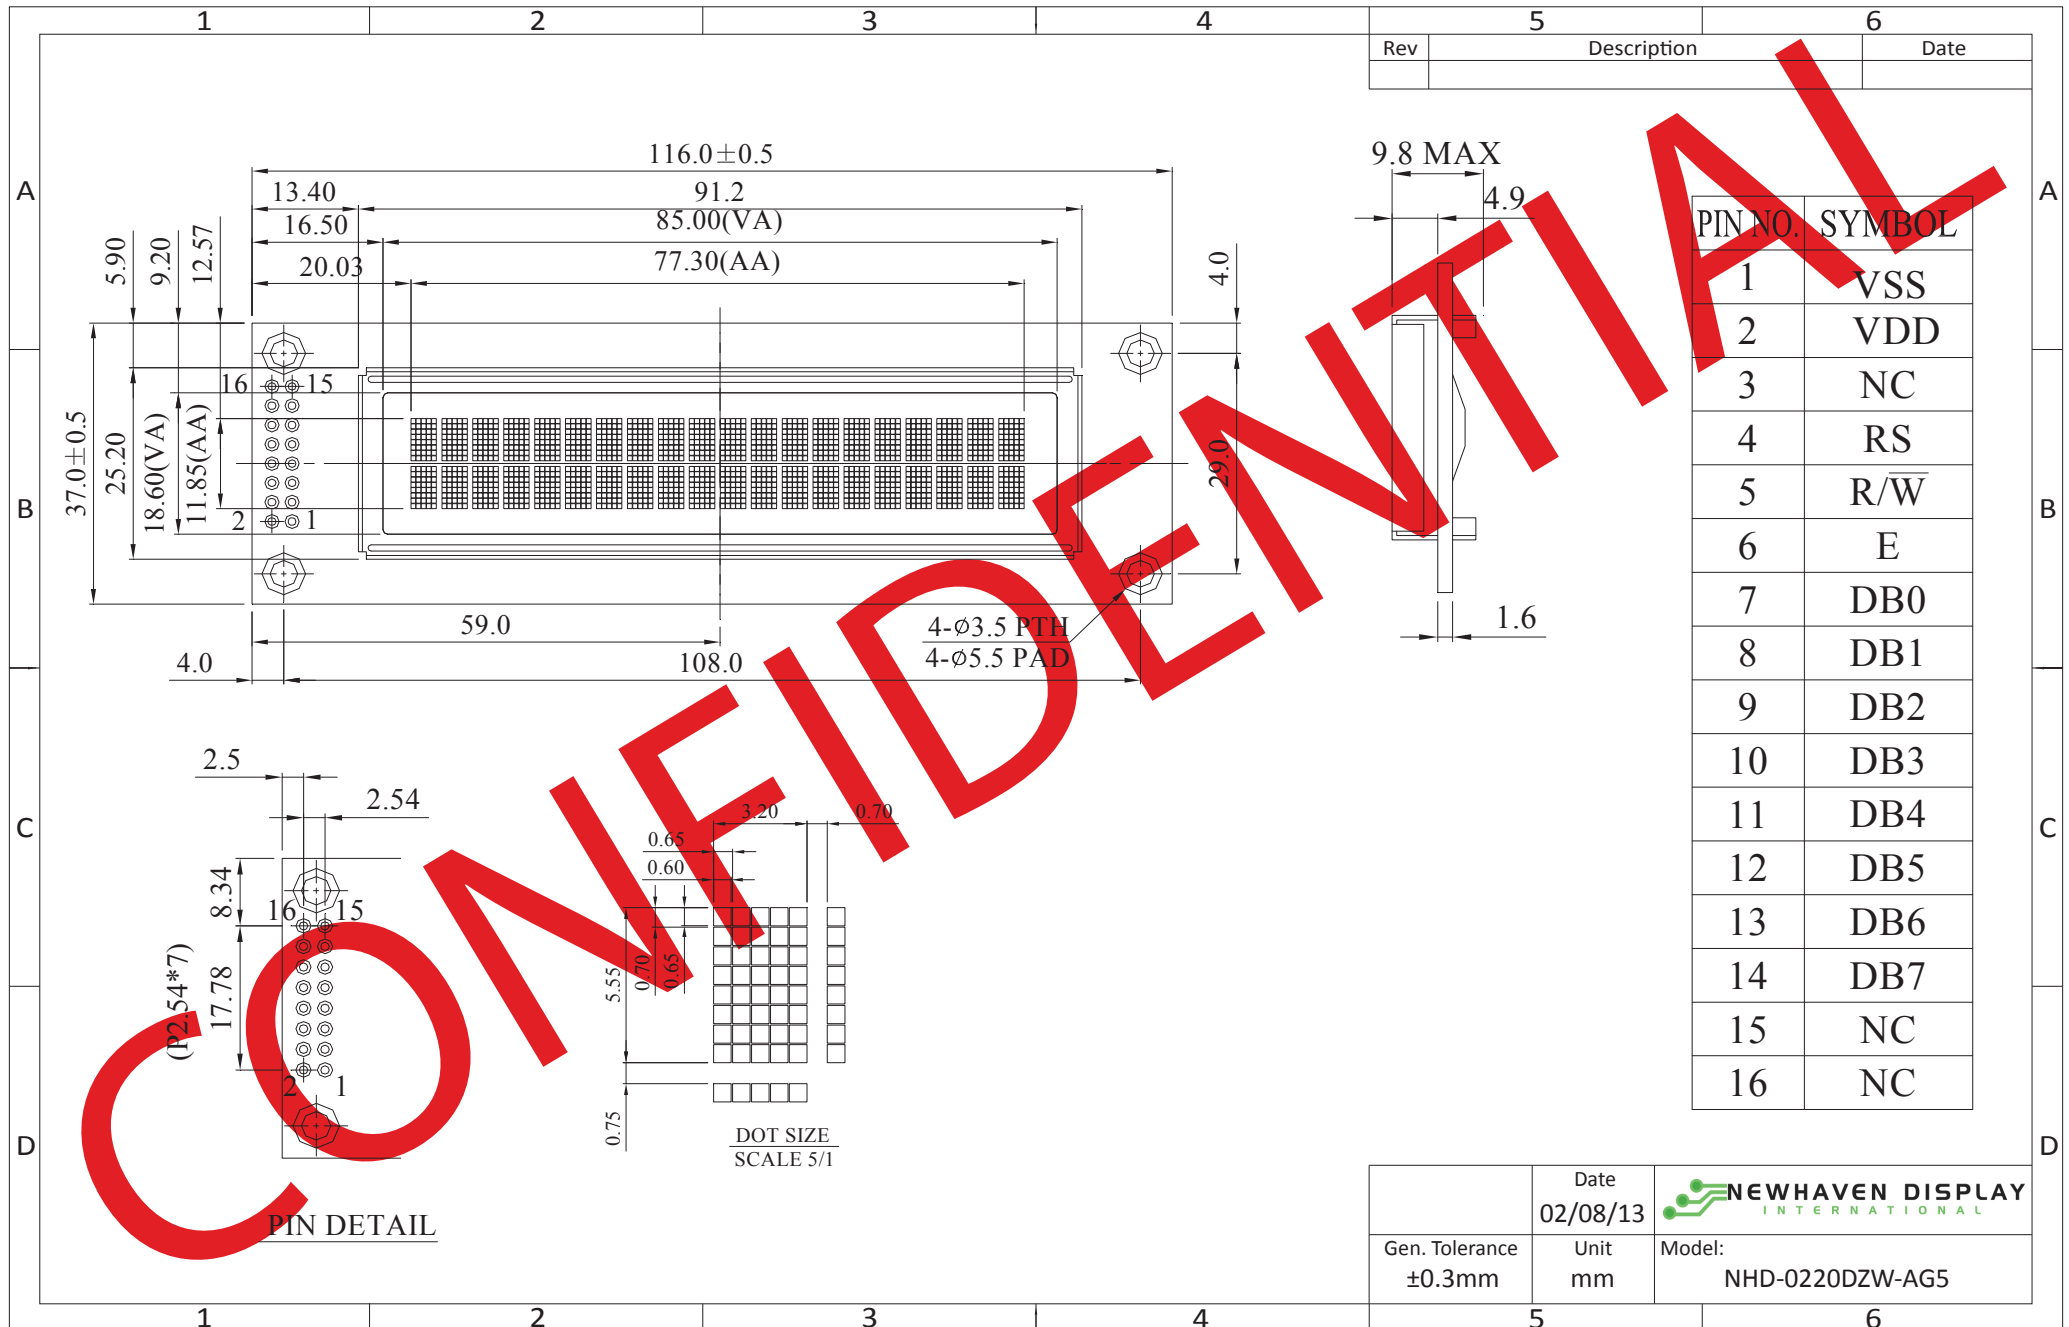 1 2 3 4 5 6
Rev Description Date
A A
B B
C C
D D
116.0±0.5
13.40 91.2
16.50 85.00(VA)
20.03 77.30(AA)
5.90
9.20
12.57
4.0
37.0±0.5
25.20
18.60(VA)
11.85(AA)
16 15
2 1
29.0
59.0
4-Ø3.5 PTH
4-Ø5.5 PAD
4.0 108.0
9.8 MAX
4.9
1.6
PIN NO. SYMBOL
1 VSS
2 VDD
3 NC
4 RS
5 R/W̅
6 E
7 DB0
8 DB1
9 DB2
10 DB3
11 DB4
12 DB5
13 DB6
14 DB7
15 NC
16 NC
2.5
2.54
8.34
16 15
(P2.54*7)
17.78
2 1
PIN DETAIL
3.20 0.70
0.65
0.60
5.55
0.70
0.65
0.75
DOT SIZE
SCALE 5/1
CONFIDENTIAL
Date
02/08/13
NEWHAVEN DISPLAY
INTERNATIONAL
Gen. Tolerance
±0.3mm
Unit
mm
Model:
NHD-0220DZW-AG5
1 2 3 4 5 6